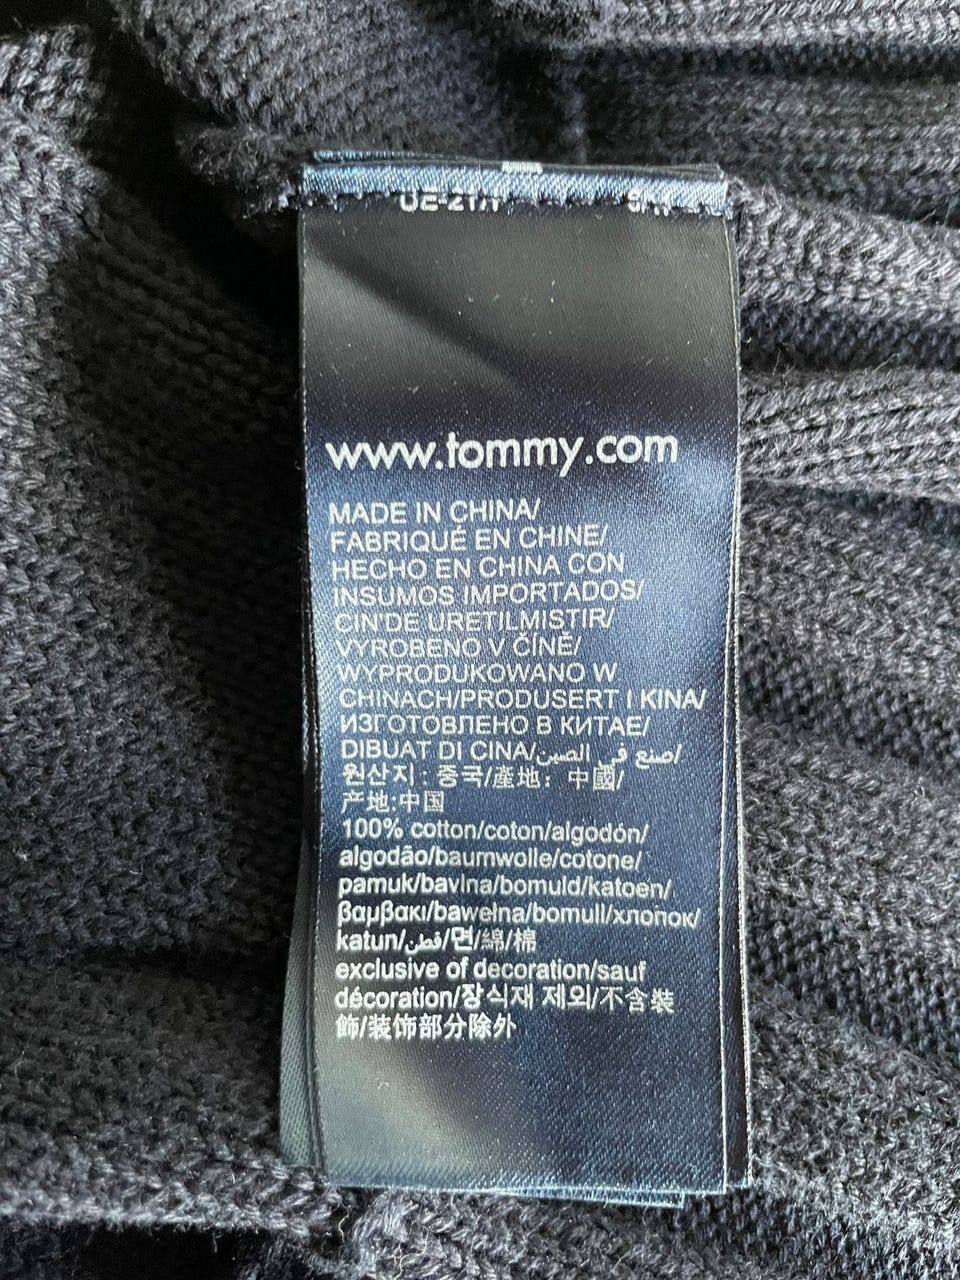 www.tommy.com
MADE IN CHINA/
FABRIQUÉ EN CHINE/
HECHO EN CHINA CON
INSUMOS IMPORTADOS/
CIN'DE URETILMISTIR/
VYROBENO V ČÍNĚ/
WYPRODUKOWANO W
CHINACH/PRODUSERT I KINA/
ИЗГОТОВЛЕНО В КИТАЕ/
DIBUAT DI CINA/صنع في الصين/
원산지: 중국/產地: 中國/
产地:中国
100% cotton/coton/algodón/
algodão/baumwolle/cotone/
pamuk/bavlna/bomuld/katoen/
βαμβακι/bawełna/bomull/хлопок/
katun/قطن/면/綿/棉
exclusive of decoration/sauf
décoration/장식재 제외/不含裝
飾/装饰部分除外